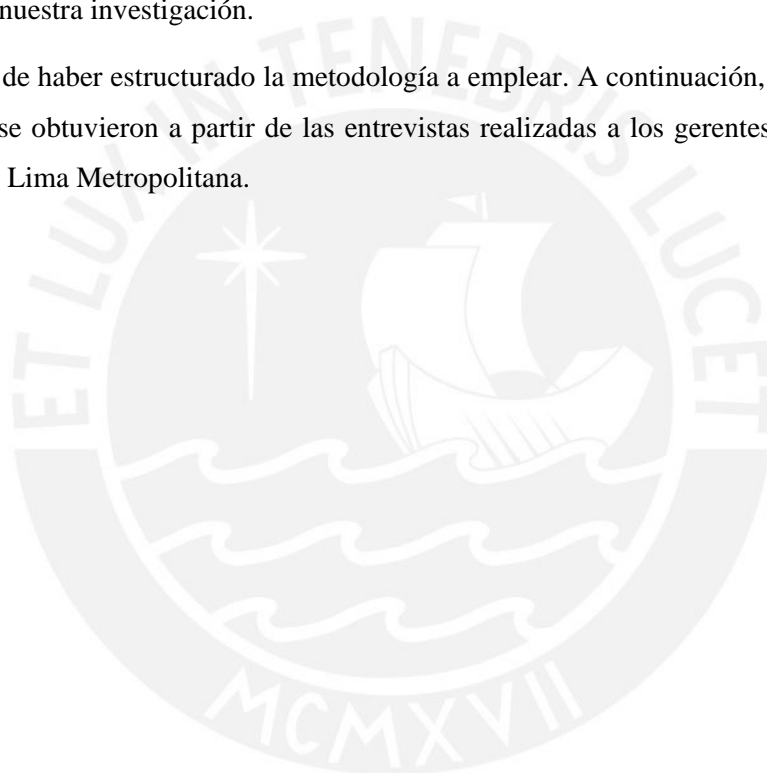 nuestra investigación.
de haber estructurado la metodología a emplear. A continuación,
se obtuvieron a partir de las entrevistas realizadas a los gerentes
Lima Metropolitana.
ET LUX IN TENEBRIS LUCET
MCMXVII